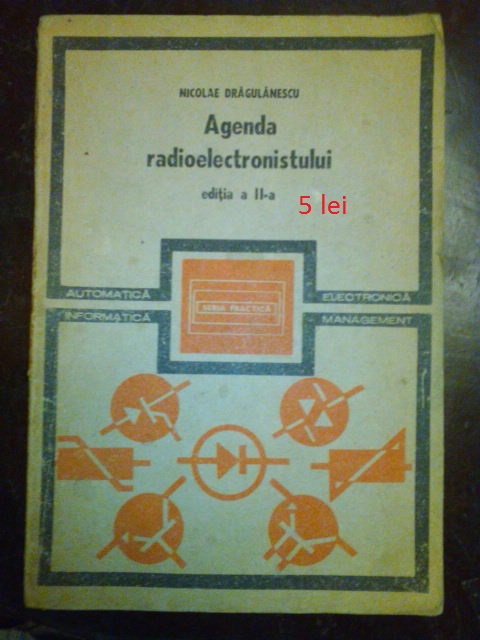 NICOLAE DRĂGULĂNESCU
Agenda
radioelectronistului
ediția a II-a
5 lei
AUTOMATICĂ
ELECTRONICĂ
SERIA PRACTICĂ
INFORMATICĂ
MANAGEMENT